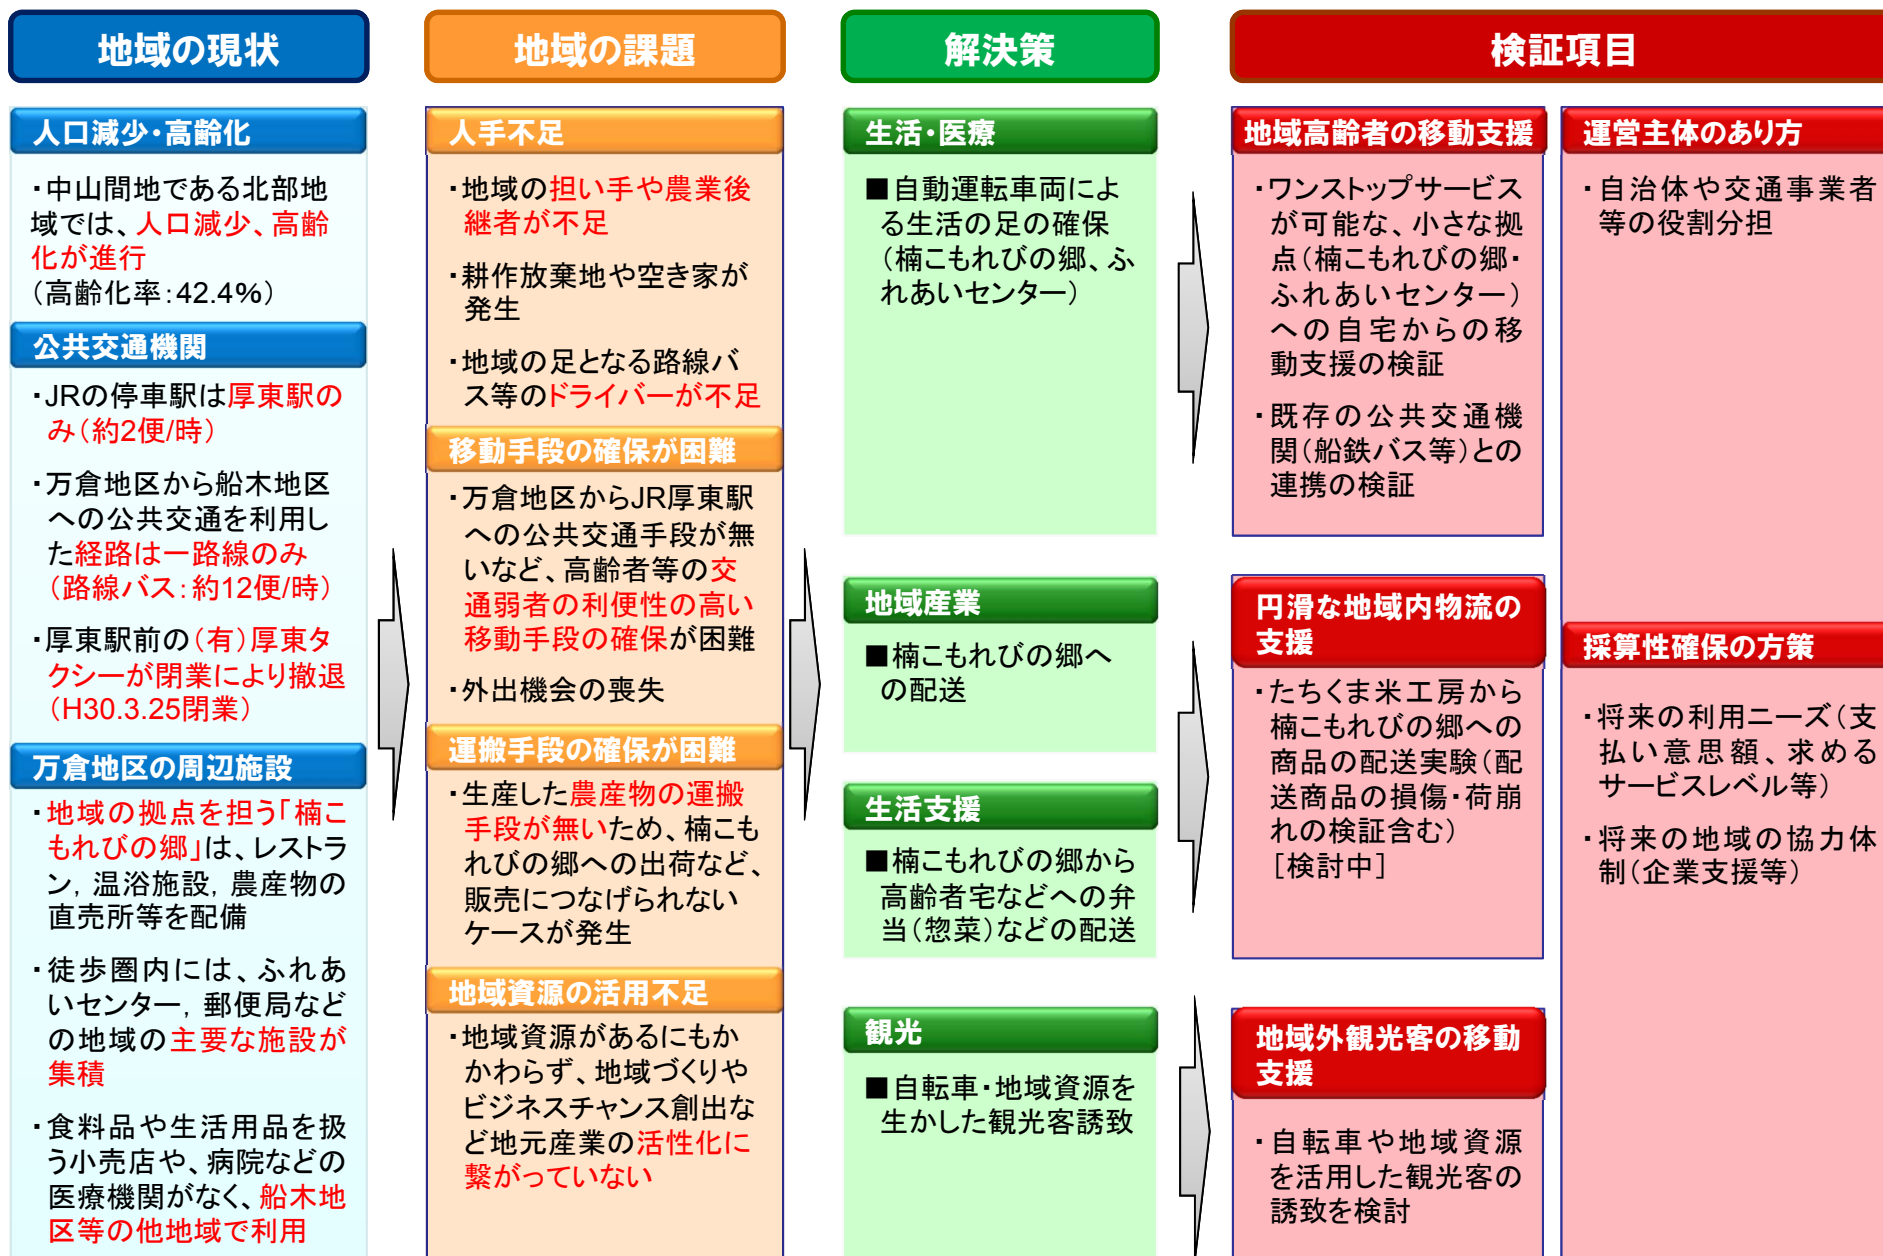 地域の現状
人口減少・高齢化
・中山間地である北部地
域では、人口減少、高齢
化が進行
（高齢化率：42.4%）
公共交通機関
・JRの停車駅は厚東駅の
み（約2便/時）
・万倉地区から船木地区
への公共交通を利用し
た経路は一路線のみ
（路線バス：約12便/時）
・厚東駅前の（有）厚東タ
クシーが閉業により撤退
（H30.3.25閉業）
万倉地区の周辺施設
・地域の拠点を担う「楠こ
もれびの郷」は、レストラ
ン，温浴施設，農産物の
直売所等を配備
・徒歩圏内には、ふれあ
いセンター，郵便局など
の地域の主要な施設が
集積
・食料品や生活用品を扱
う小売店や、病院などの
医療機関がなく、船木地
区等の他地域で利用
地域の課題
人手不足
・地域の担い手や農業後
継者が不足
・耕作放棄地や空き家が
発生
・地域の足となる路線バ
ス等のドライバーが不足
移動手段の確保が困難
・万倉地区からJR厚東駅
への公共交通手段が無
いなど、高齢者等の交
通弱者の利便性の高い
移動手段の確保が困難
・外出機会の喪失
運搬手段の確保が困難
・生産した農産物の運搬
手段が無いため、楠こも
れびの郷への出荷など、
販売につなげられない
ケースが発生
地域資源の活用不足
・地域資源があるにもか
かわらず、地域づくりや
ビジネスチャンス創出な
ど地元産業の活性化に
繋がっていない
解決策
生活・医療
■自動運転車両によ
る生活の足の確保
（楠こもれびの郷、ふ
れあいセンター）
地域産業
■楠こもれびの郷へ
の配送
生活支援
■楠こもれびの郷から
高齢者宅などへの弁
当（惣菜）などの配送
観光
■自転車・地域資源を
生かした観光客誘致
検証項目
地域高齢者の移動支援
・ワンストップサービス
が可能な、小さな拠
点（楠こもれびの郷・
ふれあいセンター）
への自宅からの移
動支援の検証
・既存の公共交通機
関（船鉄バス等）との
連携の検証
円滑な地域内物流の
支援
・たちくま米工房から
楠こもれびの郷への
商品の配送実験（配
送商品の損傷・荷崩
れの検証含む）
［検討中］
地域外観光客の移動
支援
・自転車や地域資源
を活用した観光客の
誘致を検討
運営主体のあり方
・自治体や交通事業者
等の役割分担
採算性確保の方策
・将来の利用ニーズ（支
払い意思額、求める
サービスレベル等）
・将来の地域の協力体
制（企業支援等）